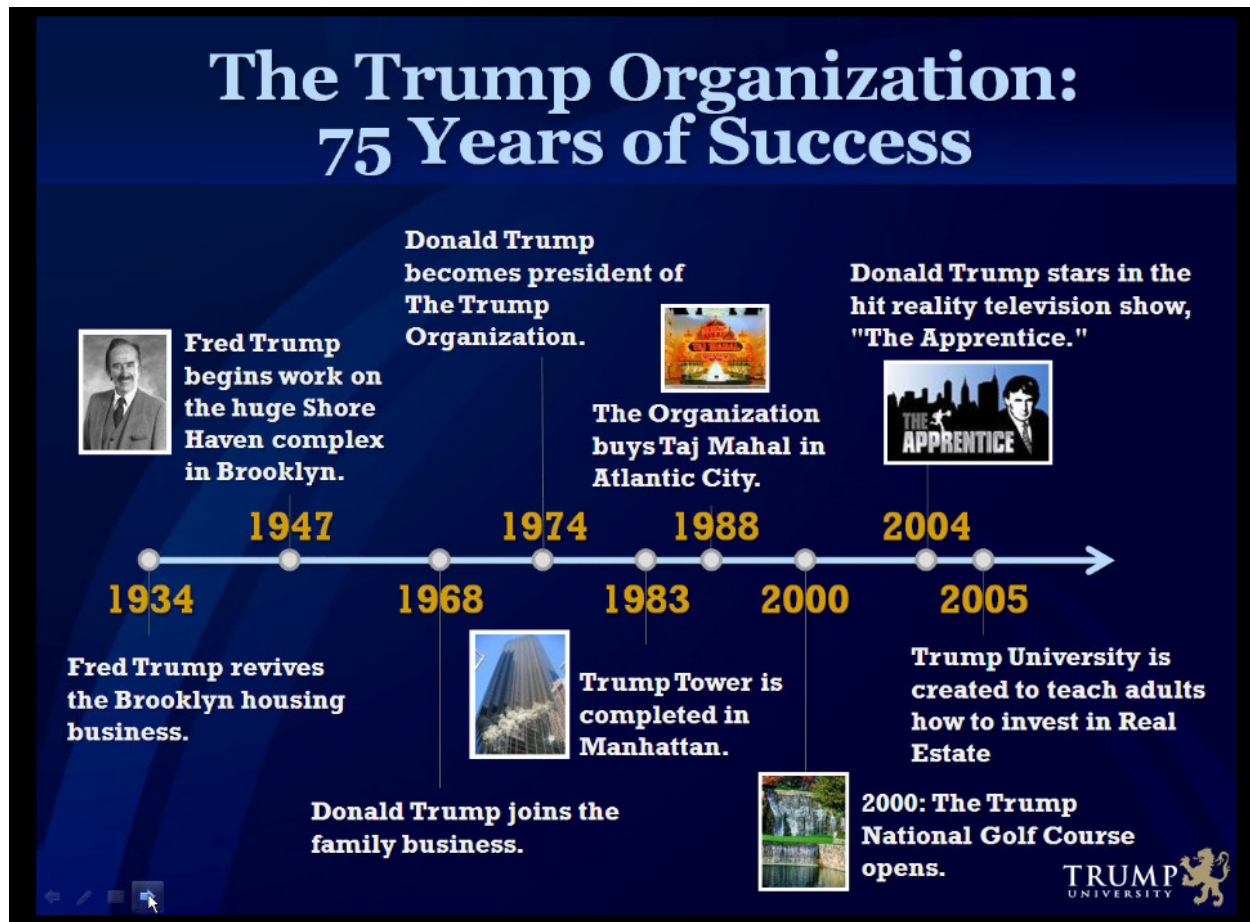 The Trump Organization:
75 Years of Success
Donald Trump
becomes president of
The Trump
Organization.
Donald Trump stars in the
hit reality television show,
"The Apprentice."
Fred Trump
begins work on
the huge Shore
Haven complex
in Brooklyn.
TAJ MAHAL
The Organization
buys Taj Mahal in
Atlantic City.
THE
APPRENTICE
1947
1974
1988
2004
1934
1968
1983
2000
2005
Fred Trump revives
the Brooklyn housing
business.
Donald Trump joins the
family business.
Trump Tower is
completed in
Manhattan.
2000: The Trump
National Golf Course
opens.
Trump University is
created to teach adults
how to invest in Real
Estate
TRUMP
UNIVERSITY